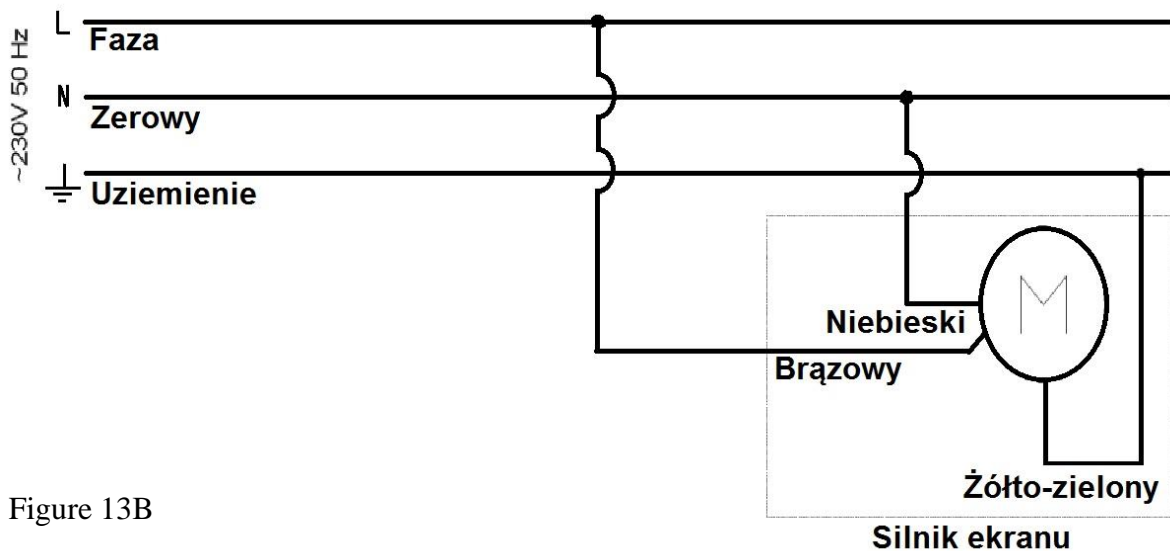 ~230V 50 Hz
L
Faza
N
Zerowy
Uziemienie
M
Niebieski
Brązowy
Żółto-zielony
Figure 13B
Silnik ekranu